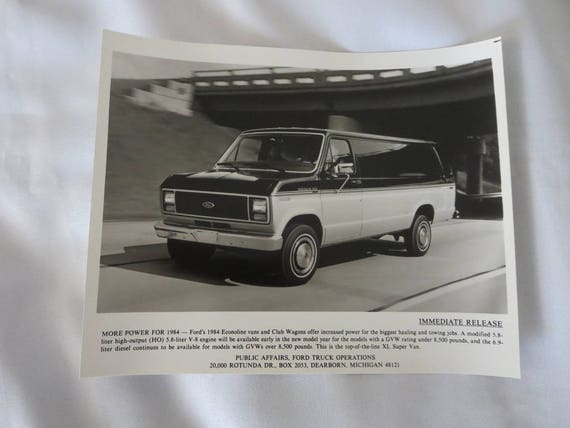 IMMEDIATE RELEASE
MORE POWER FOR 1984 — Ford's 1984 Econoline vans and Club Wagons offer increased power for the biggest hauling and towing jobs. A modified 5.8-
liter high-output (HO) 5.8-liter V-8 engine will be available early in the new model year for the models with a GVW rating under 8,500 pounds, and the 6.9-
liter diesel continues to be available for models with GVWs over 8,500 pounds. This is the top-of-the-line XL Super Van.
PUBLIC AFFAIRS, FORD TRUCK OPERATIONS
20,000 ROTUNDA DR., BOX 2053, DEARBORN, MICHIGAN 48121